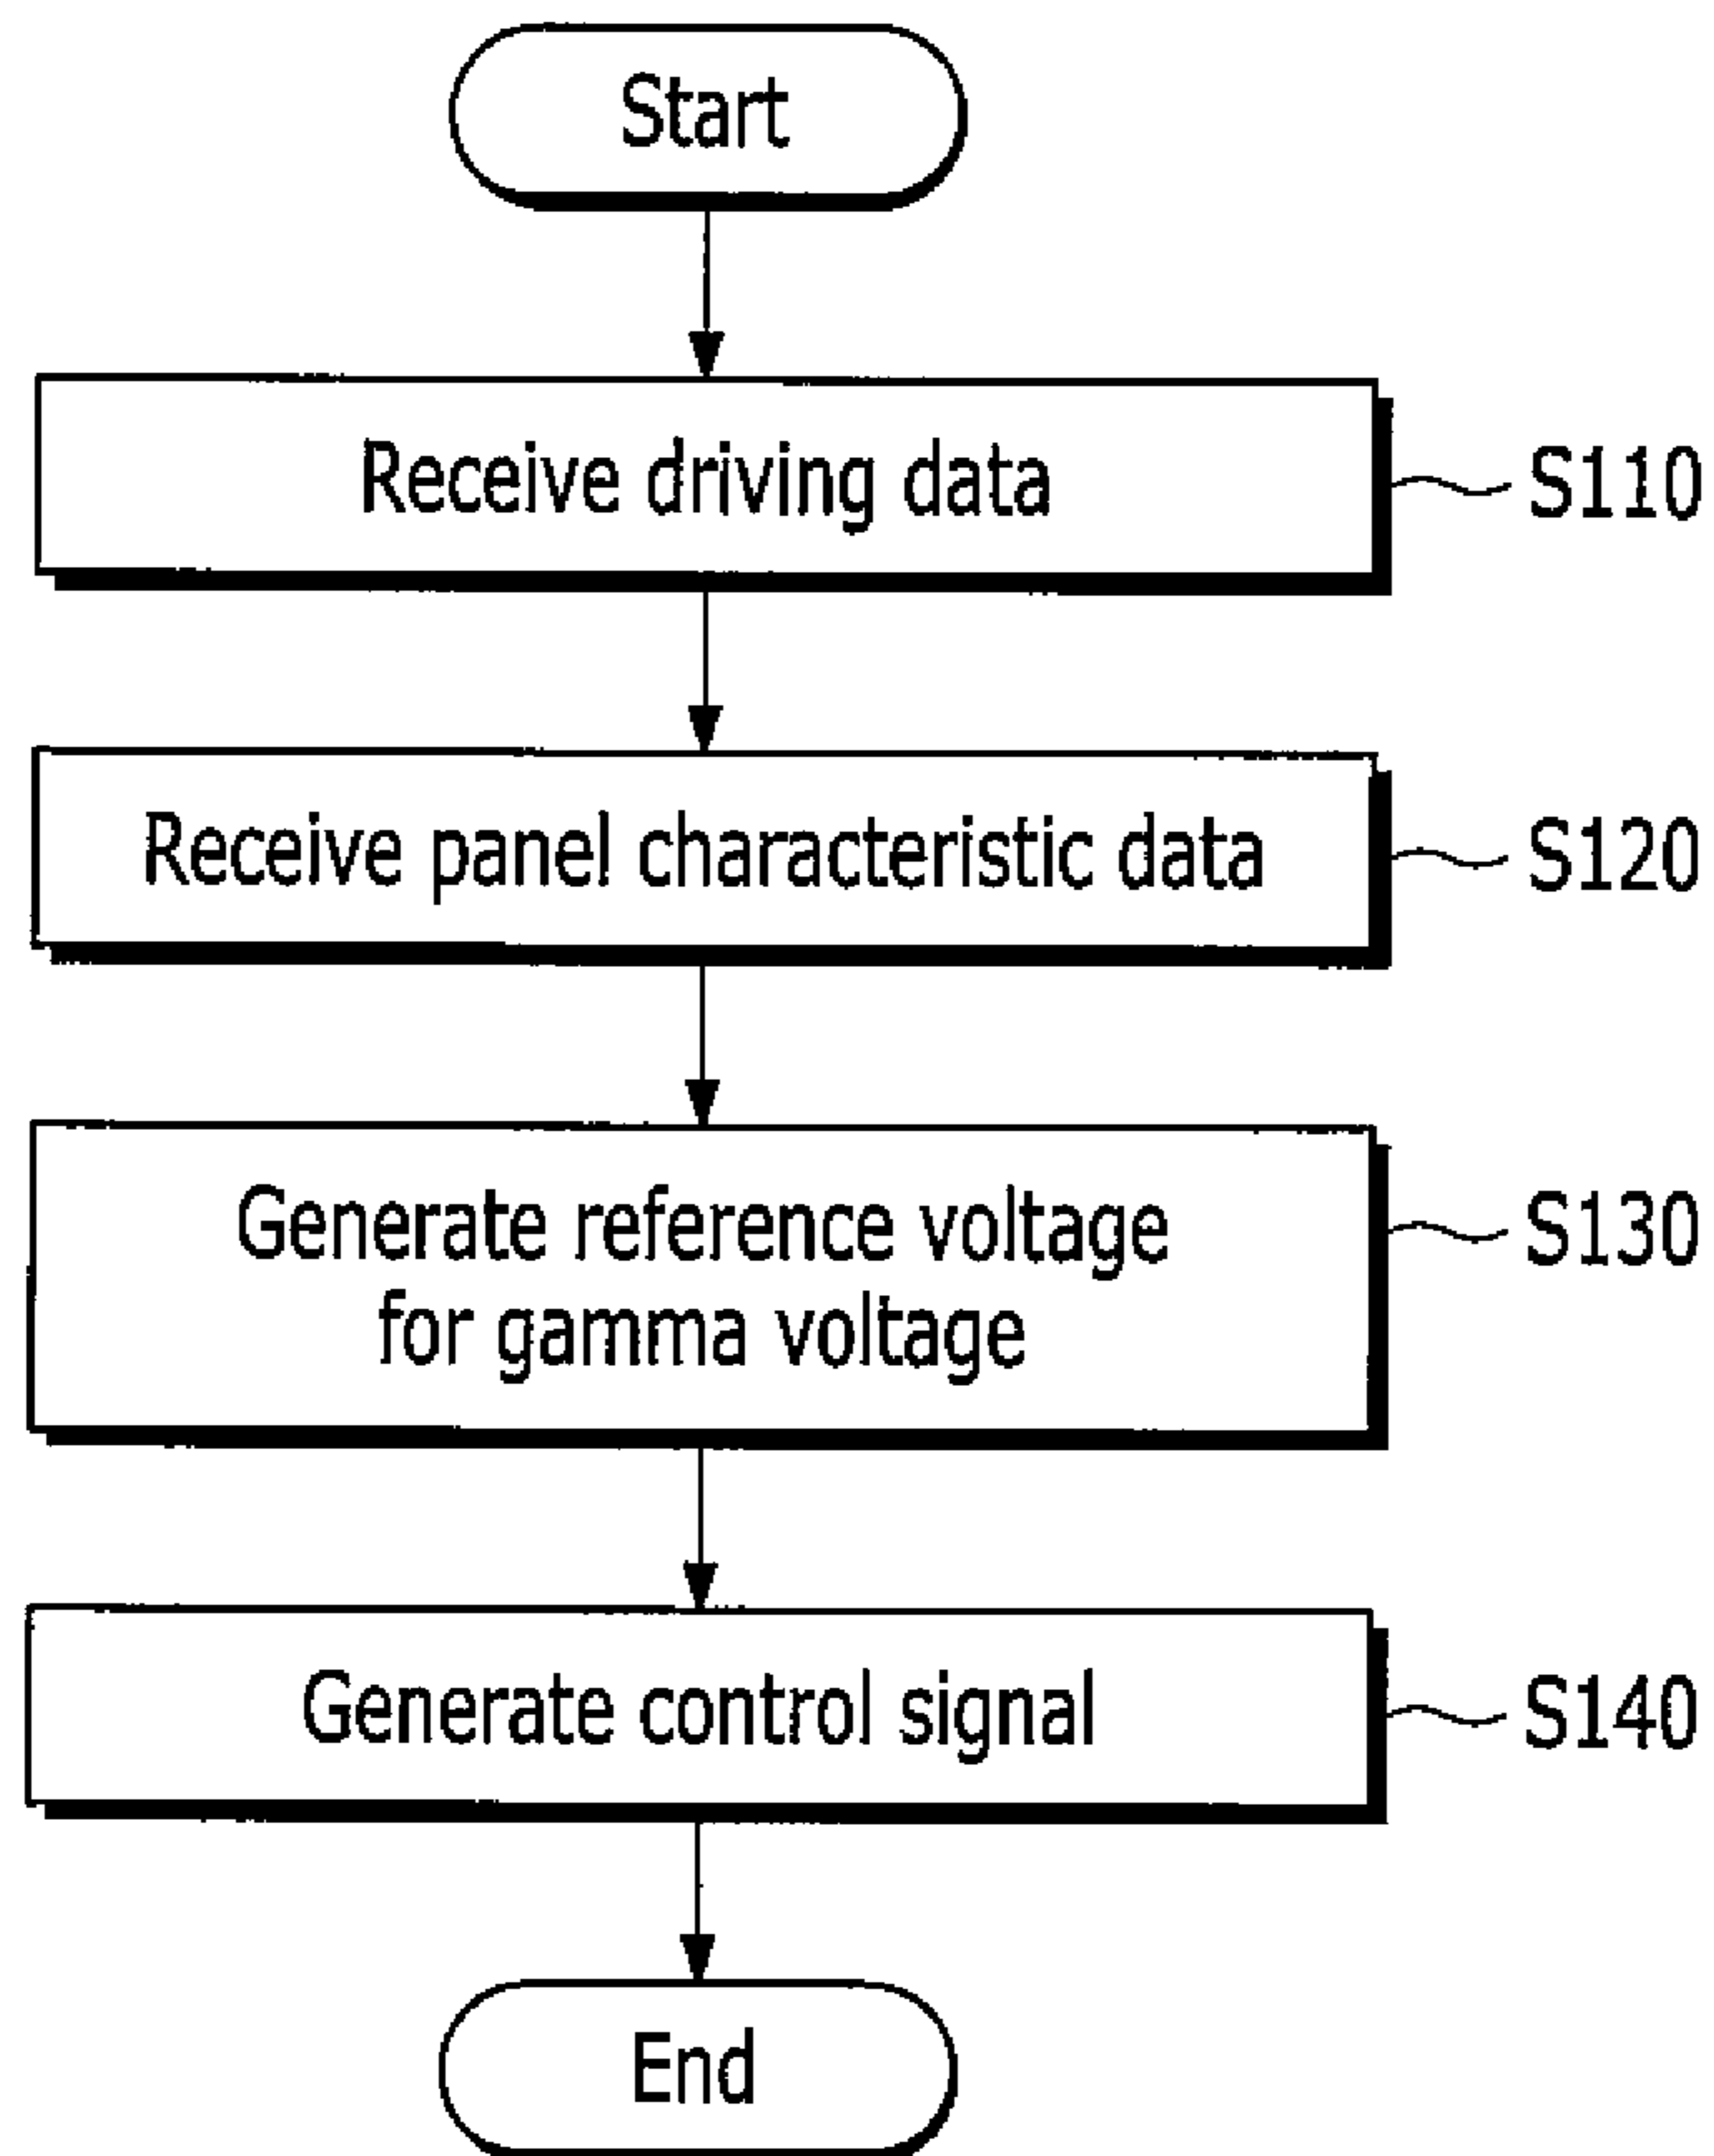 Start
Receive driving data
S110
Receive panel characteristic data
S120
Generate reference voltage
for gamma voltage
S130
Generate control signal
S140
End